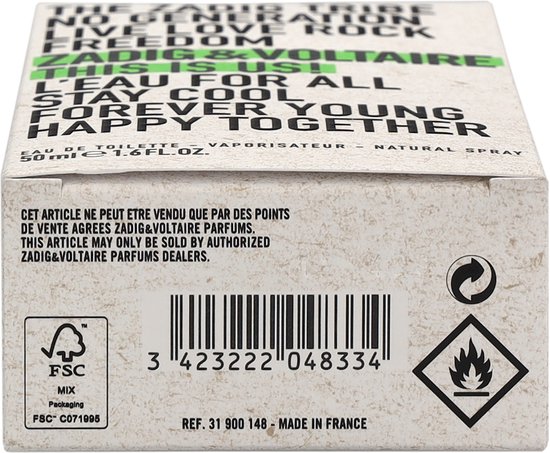 THE ZADIG TRIBE
NO GENERATION
LIVE LOVE ROCK
FREEDOM
ZADIG&VOLTAIRE
THIS IS US!
L'EAU FOR ALL
STAY COOL
FOREVER YOUNG
HAPPY TOGETHER
EAU DE TOILETTE - VAPORISATEUR - NATURAL SPRAY
50 ml ℮ 1.6FL.OZ.
CET ARTICLE NE PEUT ETRE VENDU QUE PAR DES POINTS
DE VENTE AGREES ZADIG&VOLTAIRE PARFUMS.
THIS ARTICLE MAY ONLY BE SOLD BY AUTHORIZED
ZADIG&VOLTAIRE PARFUMS DEALERS.
3 423222 048334
FSC
MIX
Packaging
FSC™ C071995
REF. 31 900 148 - MADE IN FRANCE